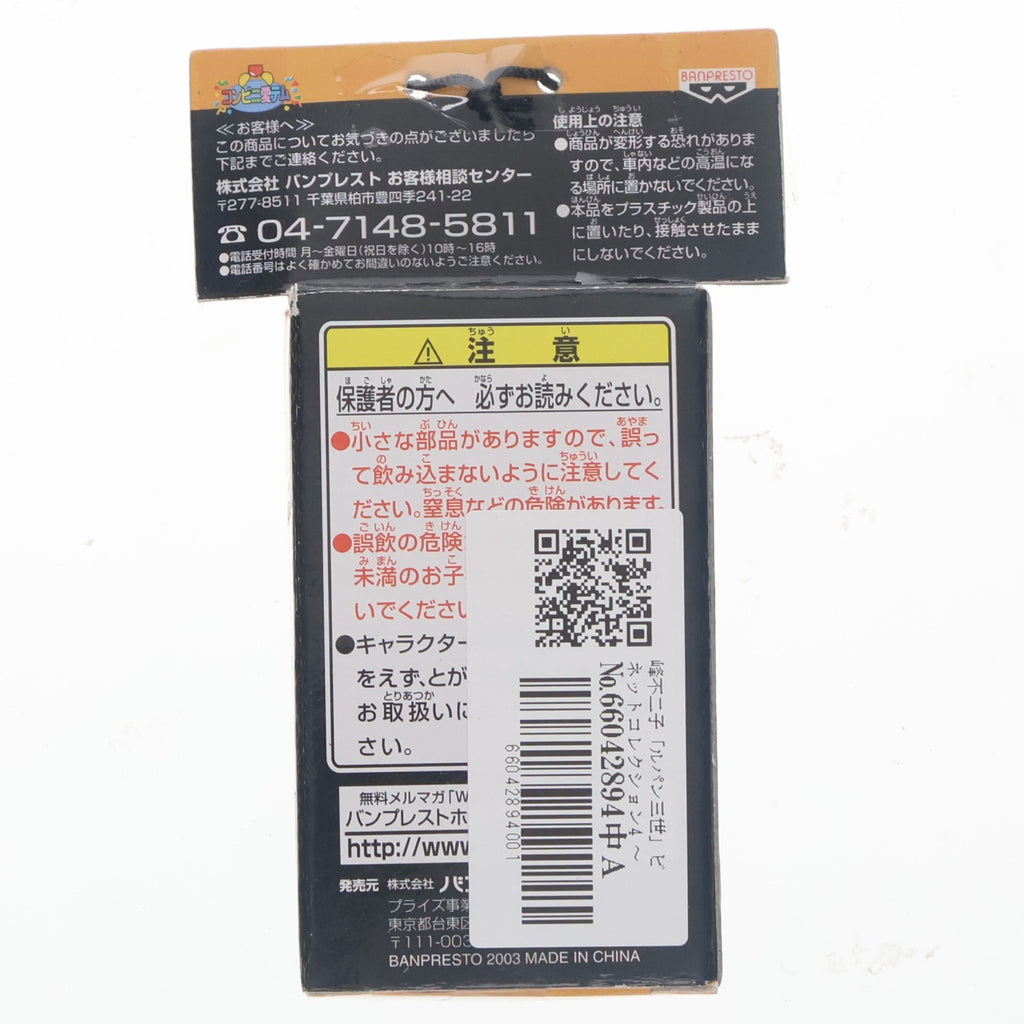 コンビニ愛テム
BANPRESTO
≪お客様へ≫
この商品についてお気づきの点がございましたら
下記までご連絡ください。
株式会社 バンプレスト お客様相談センター
〒277-8511 千葉県柏市豊四季241-22
☎ 04-7148-5811
●電話受付時間 月〜金曜日(祝日を除く)10時〜16時
●電話番号はよく確かめてお間違いのないようご注意ください。
使用上の注意
●商品が変形する恐れがありま
すので、車内などの高温にな
る場所に置かないでください。
●本品をプラスチック製品の上
に置いたり、接触させたまま
にしないでください。
⚠ 注意
保護者の方へ 必ずお読みください。
●小さな部品がありますので、誤っ
て飲み込まないように注意してく
ださい。窒息などの危険があります。
●誤飲の危険
未満のお子
いでください
●キャラクター
をえず、とが
お取扱いに
さい。
無料メルマガ「W
バンプレストホ
http://www
発売元 株式会社 バン
プライズ事業
東京都台東区
〒111-003
BANPRESTO 2003 MADE IN CHINA
峰不二子 「ルパン三世」 ビ
ネットコレクション4 〜
No.66042894中 A
66042894001